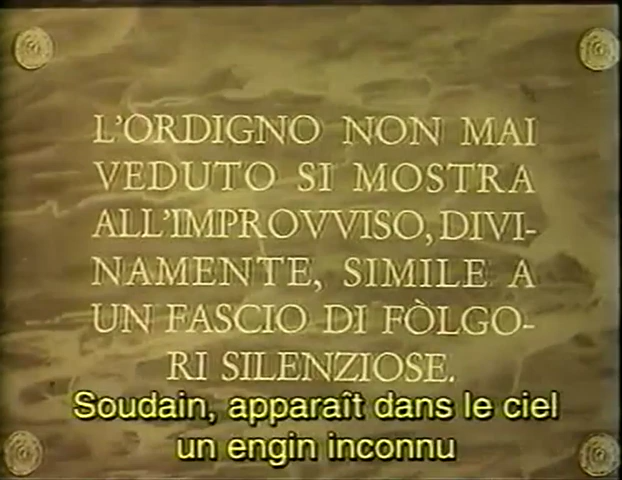 L'ORDIGNO NON MAI
VEDUTO SI MOSTRA
ALL'IMPROVVISO, DIVI-
NAMENTE, SIMILE A
UN FASCIO DI FÒLGO-
RI SILENZIOSE.
Soudain, apparaît dans le ciel
un engin inconnu